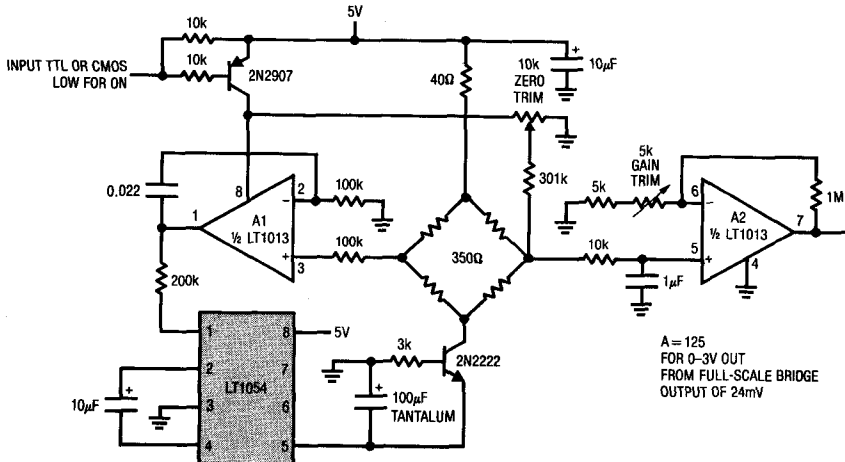 5V
10k
10k
INPUT TTL OR CMOS
LOW FOR ON
2N2907
40Ω
10k
ZERO
TRIM
+
10μF
5k
GAIN
TRIM
0.022
8
2
−
100k
301k
1
A1
½ LT1013
+
3
100k
350Ω
5k
6
−
1M
A2
½ LT1013
7
10k
5
+
4
1μF
200k
1
8
5V
2
7
LT1054
3
6
4
5
+
10μF
3k
2N2222
+
100μF
TANTALUM
A = 125
FOR 0–3V OUT
FROM FULL-SCALE BRIDGE
OUTPUT OF 24mV